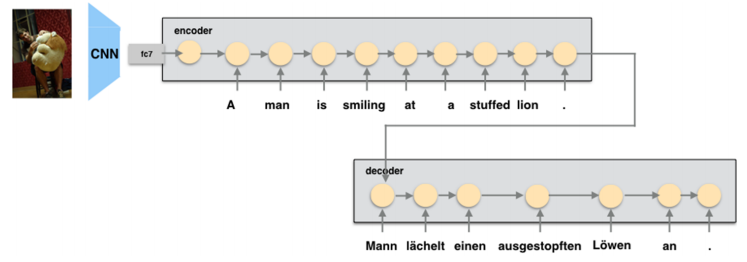 encoder
CNN
fc7
A man is smiling at a stuffed lion .
decoder
Mann lächelt einen ausgestopften Löwen an .